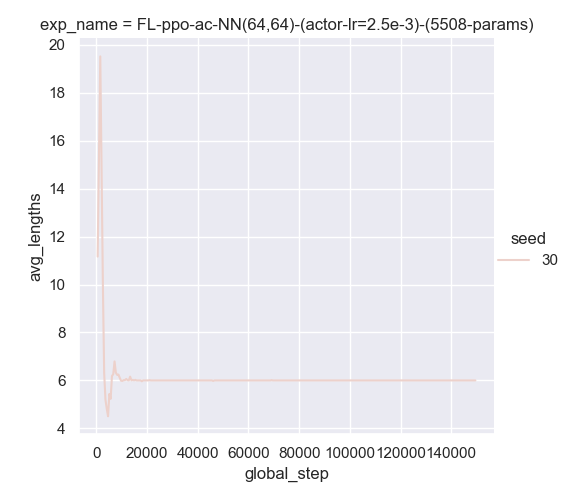 exp_name = FL-ppo-ac-NN(64,64)-(actor-lr=2.5e-3)-(5508-params)
20
18
16
14
12
10
8
6
4
avg_lengths
0 20000 40000 60000 80000 100000 120000 140000
global_step
seed
30